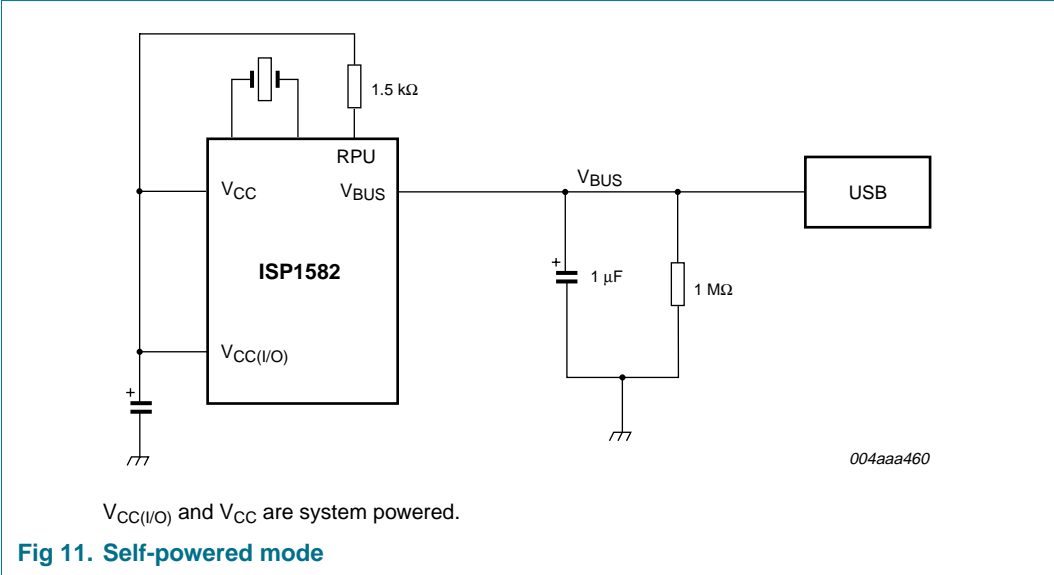 1.5 kΩ
RPU
VCC
VBUS
VBUS
USB
ISP1582
+
1 μF
1 MΩ
VCC(I/O)
+
004aaa460
VCC(I/O) and VCC are system powered.
Fig 11. Self-powered mode